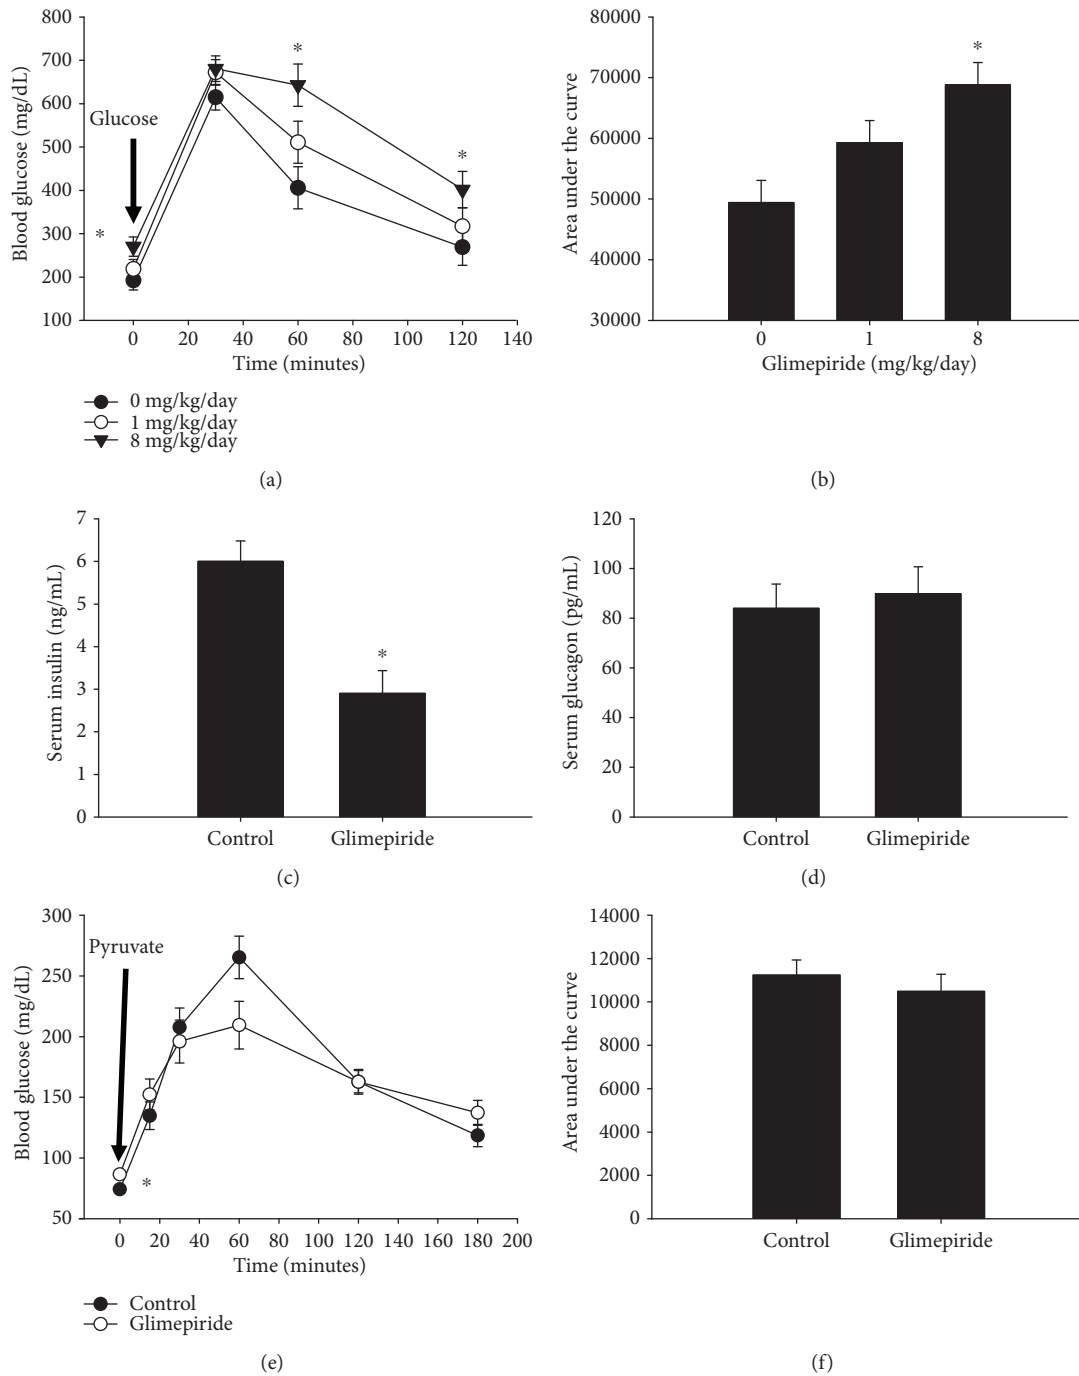 800
700
600
500
400
300
200
100
Blood glucose (mg/dL)
Glucose
*
*
*
0 20 40 60 80 100 120 140
Time (minutes)
0 mg/kg/day
1 mg/kg/day
8 mg/kg/day
(a)
80000
70000
60000
50000
40000
30000
Area under the curve
*
0 1 8
Glimepiride (mg/kg/day)
(b)
7
6
5
4
3
2
1
0
Serum insulin (ng/mL)
*
Control Glimepiride
(c)
120
100
80
60
40
20
0
Serum glucagon (pg/mL)
Control Glimepiride
(d)
300
250
200
150
100
50
Blood glucose (mg/dL)
Pyruvate
*
0 20 40 60 80 100 120 140 160 180 200
Time (minutes)
Control
Glimepiride
(e)
14000
12000
10000
8000
6000
4000
2000
0
Area under the curve
Control Glimepiride
(f)